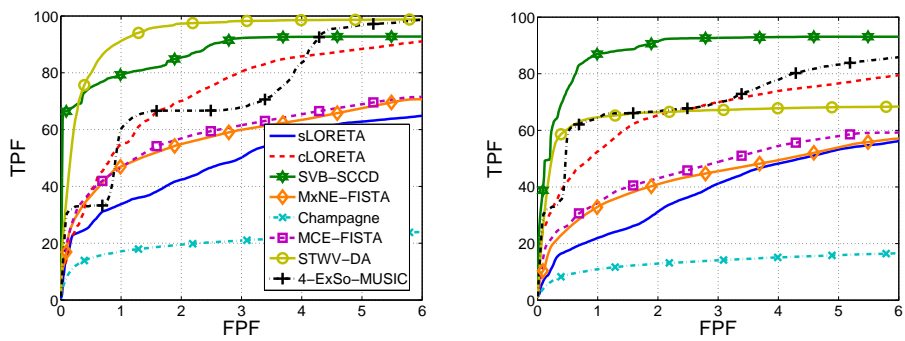 100
80
60
40
20
0
TPF
0 1 2 3 4 5 6
FPF
sLORETA
cLORETA
SVB-SCCD
MxNE-FISTA
Champagne
MCE-FISTA
STWV-DA
4-ExSo-MUSIC
100
80
60
40
20
0
TPF
0 1 2 3 4 5 6
FPF